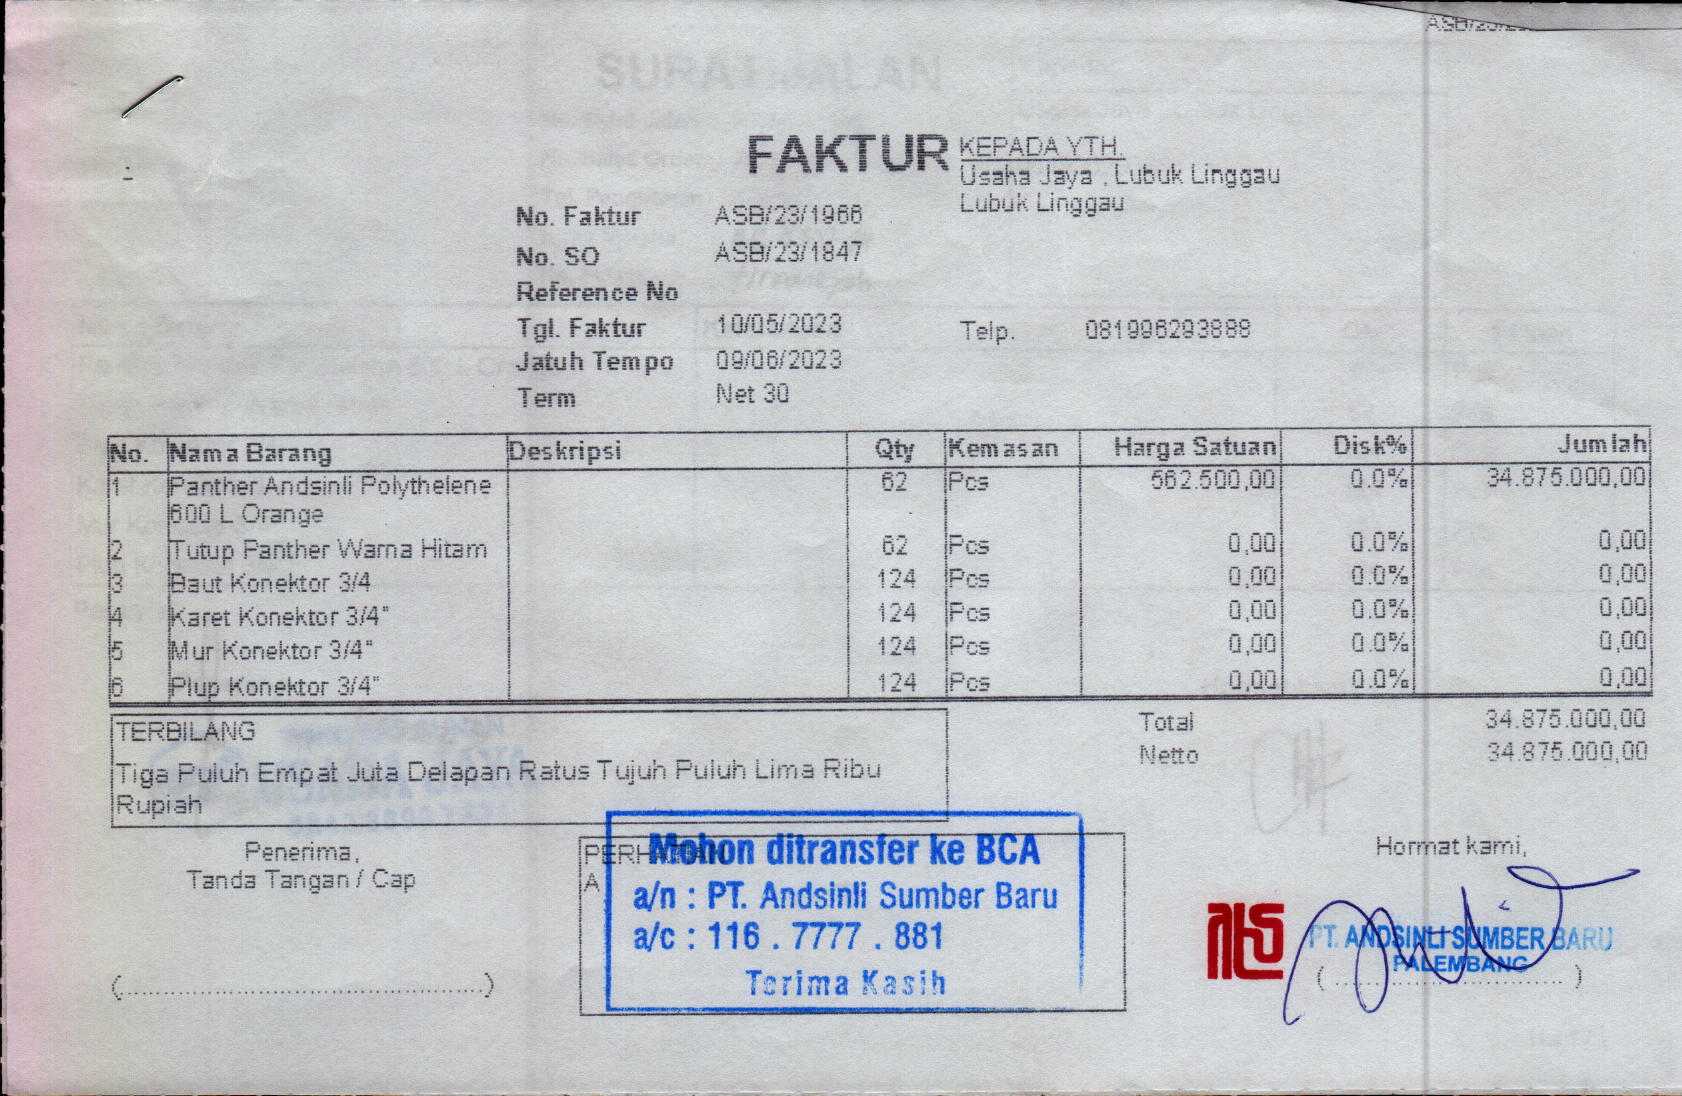 SURAT JALAN
FAKTUR
KEPADA YTH.
Usaha Jaya , Lubuk Linggau
Lubuk Linggau
No. Faktur ASB/23/1966
No. SO ASB/23/1847
Reference No
Tgl. Faktur 10/05/2023 Telp. 081996293888
Jatuh Tempo 09/06/2023
Term Net 30
No. Nama Barang Deskripsi Qty Kemasan Harga Satuan Disk% Jumlah
1 Panther Andsinli Polythelene 62 Pcs 562.500,00 0.0% 34.875.000,00
600 L Orange
2 Tutup Panther Warna Hitam 62 Pcs 0,00 0.0% 0,00
3 Baut Konektor 3/4 124 Pcs 0,00 0.0% 0,00
4 Karet Konektor 3/4" 124 Pcs 0,00 0.0% 0,00
5 Mur Konektor 3/4" 124 Pcs 0,00 0.0% 0,00
6 Plup Konektor 3/4" 124 Pcs 0,00 0.0% 0,00
TERBILANG
Tiga Puluh Empat Juta Delapan Ratus Tujuh Puluh Lima Ribu
Rupiah
Total 34.875.000,00
Netto 34.875.000,00
Penerima,
Tanda Tangan / Cap
PERHATIAN
A
Mohon ditransfer ke BCA
a/n : PT. Andsinli Sumber Baru
a/c : 116 . 7777 . 881
Terima Kasih
Hormat kami,
PT. ANDSINLI SUMBER BARU
PALEMBANG